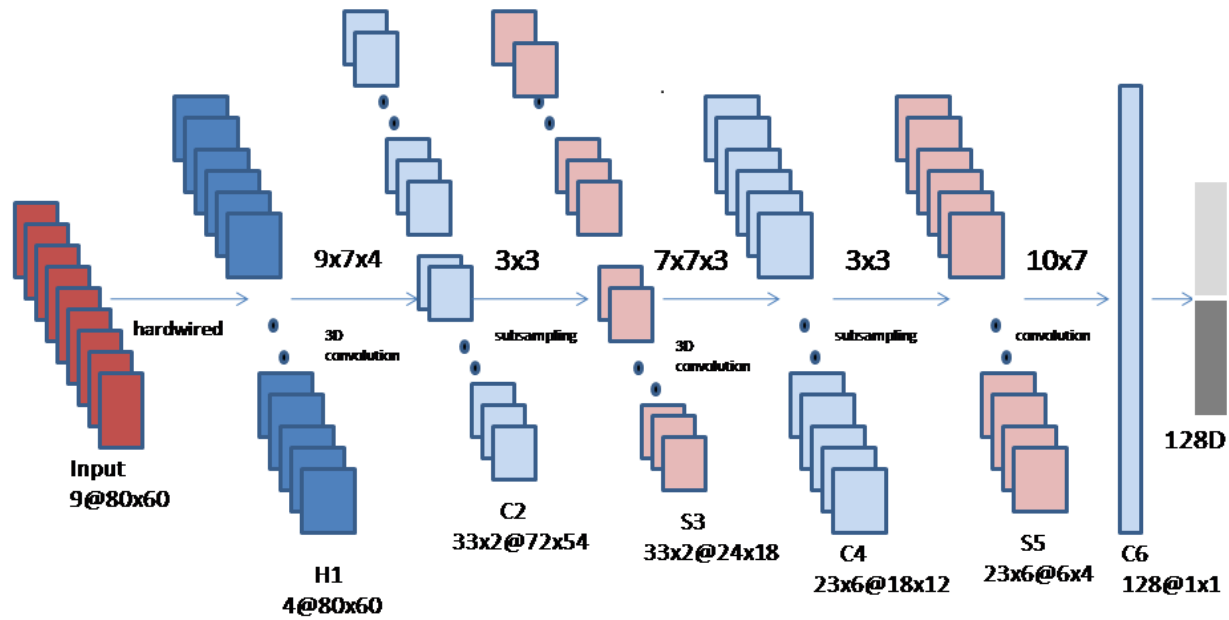 9x7x4
3x3
7x7x3
3x3
10x7
hardwired
3D
convolution
subsampling
3D
convolution
subsampling
convolution
128D
Input
9@80x60
H1
4@80x60
C2
33x2@72x54
S3
33x2@24x18
C4
23x6@18x12
S5
23x6@6x4
C6
128@1x1